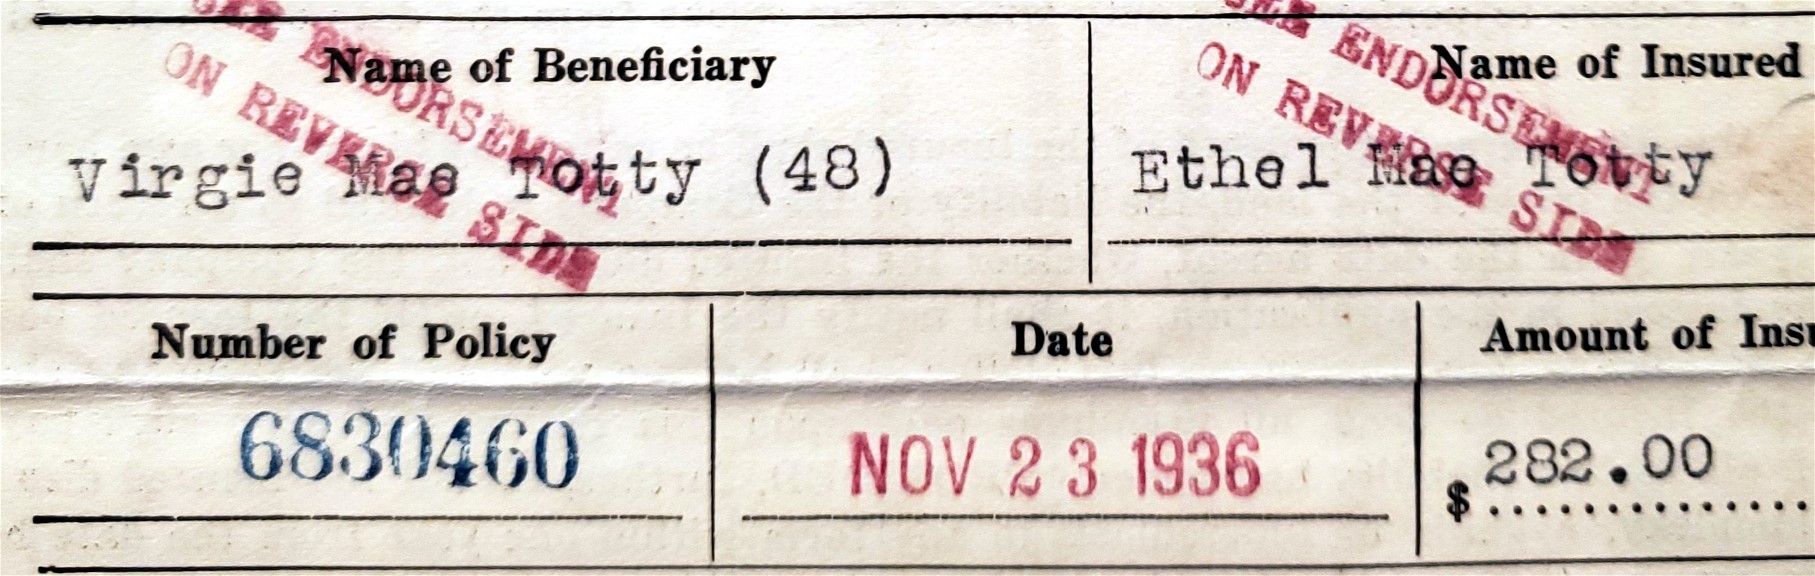 Name of Beneficiary
SEE ENDORSEMENT
ON REVERSE SIDE
Virgie Mae Totty (48)
Name of Insured
SEE ENDORSEMENT
ON REVERSE SIDE
Ethel Mae Totty
Number of Policy
6830460
Date
NOV 23 1936
Amount of
$ 282.00